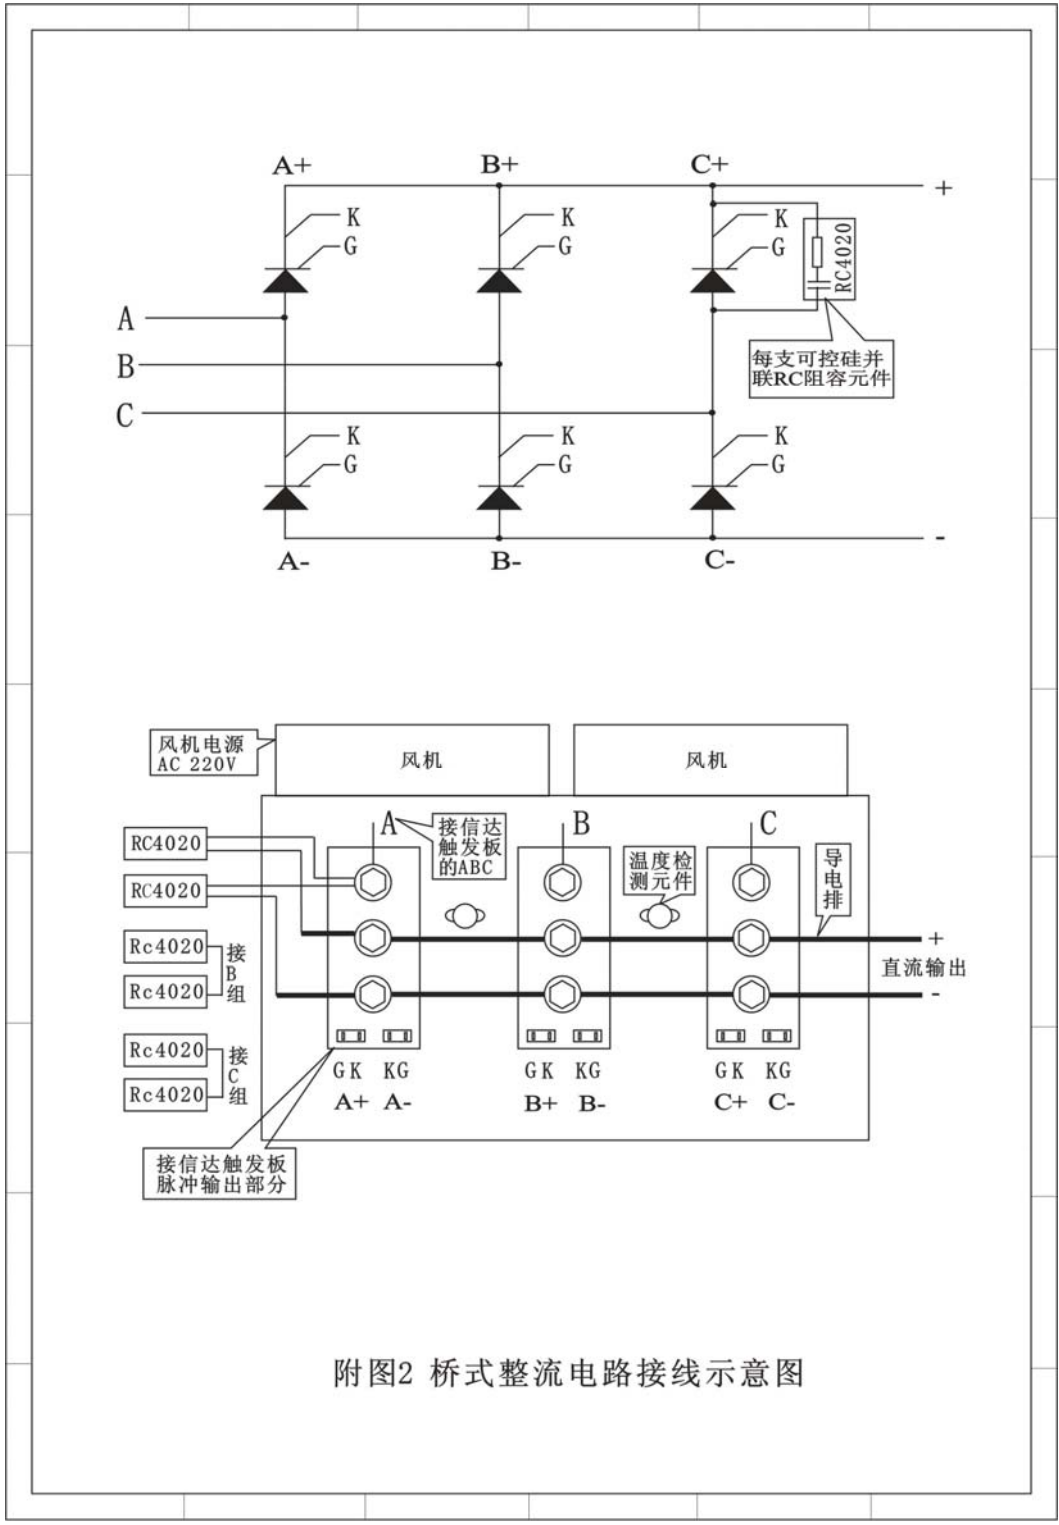 A+ B+ C+
+
K K K
G G G
RC4020
A
每支可控硅并
联RC阻容元件
B
C
K K K
G G G
-
A- B- C-
风机电源
AC 220V
风机 风机
A
接信达
触发板
的ABC
B
C
RC4020
RC4020
温度检
测元件
导电排
Rc4020
Rc4020
接B组
+
直流输出
-
Rc4020
Rc4020
接C组
GK KG GK KG GK KG
A+ A- B+ B- C+ C-
接信达触发板
脉冲输出部分
附图2 桥式整流电路接线示意图